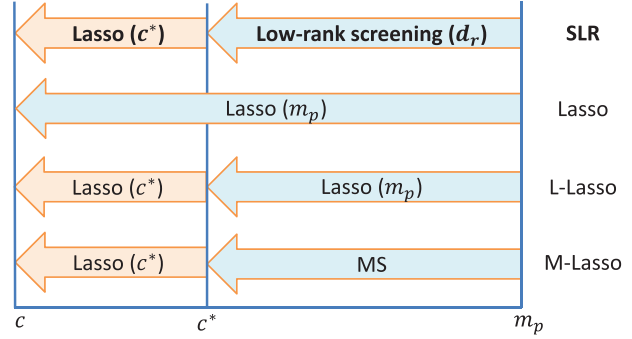 Lasso (c*) Low-rank screening (d_r) SLR
Lasso (m_p) Lasso
Lasso (c*) Lasso (m_p) L-Lasso
Lasso (c*) MS M-Lasso
c c* m_p